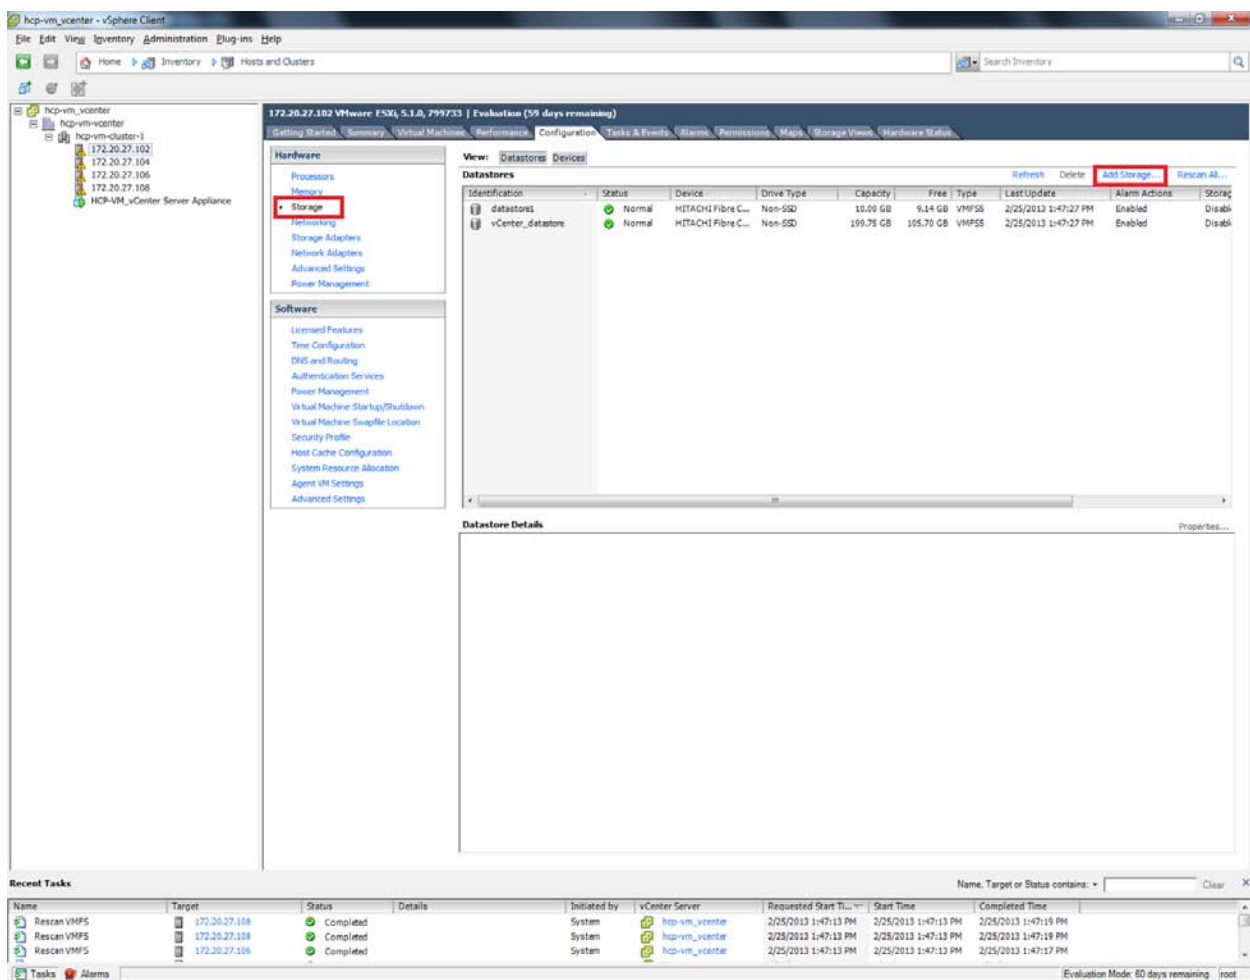 hcp-vm_vcenter - vSphere Client
File Edit View Inventory Administration Plug-ins Help
Home Inventory Hosts and Clusters
Search Inventory
hcp-vm_vcenter
hcp-vm-vcenter
hcp-vm-cluster-1
172.20.27.102
172.20.27.104
172.20.27.106
172.20.27.108
HCP-VM_vCenter Server Appliance
172.20.27.102 VMware ESXi, 5.1.0, 799733 | Evaluation (59 days remaining)
Getting Started Summary Virtual Machines Performance Configuration Tasks & Events Alarms Permissions Maps Storage Views Hardware Status
Hardware
Processors
Memory
Storage
Networking
Storage Adapters
Network Adapters
Advanced Settings
Power Management
Software
Licensed Features
Time Configuration
DNS and Routing
Authentication Services
Power Management
Virtual Machine Startup/Shutdown
Virtual Machine Swapfile Location
Security Profile
Host Cache Configuration
System Resource Allocation
Agent VM Settings
Advanced Settings
View: Datastores Devices
Datastores Refresh Delete Add Storage... Rescan All...
Identification Status Device Drive Type Capacity Free Type Last Update Alarm Actions Storag
datastore1 Normal HITACHI Fibre C... Non-SSD 10.00 GB 9.14 GB VMFS5 2/25/2013 1:47:27 PM Enabled Disabl
vCenter_datastore Normal HITACHI Fibre C... Non-SSD 199.75 GB 105.70 GB VMFS5 2/25/2013 1:47:27 PM Enabled Disabl
Datastore Details
Properties...
Recent Tasks Name, Target or Status contains: Clear
Name Target Status Details Initiated by vCenter Server Requested Start Ti... Start Time Completed Time
Rescan VMFS 172.20.27.108 Completed System hcp-vm_vcenter 2/25/2013 1:47:13 PM 2/25/2013 1:47:13 PM 2/25/2013 1:47:19 PM
Rescan VMFS 172.20.27.108 Completed System hcp-vm_vcenter 2/25/2013 1:47:13 PM 2/25/2013 1:47:13 PM 2/25/2013 1:47:19 PM
Rescan VMFS 172.20.27.106 Completed System hcp-vm_vcenter 2/25/2013 1:47:13 PM 2/25/2013 1:47:13 PM 2/25/2013 1:47:17 PM
Tasks Alarms Evaluation Mode: 60 days remaining root